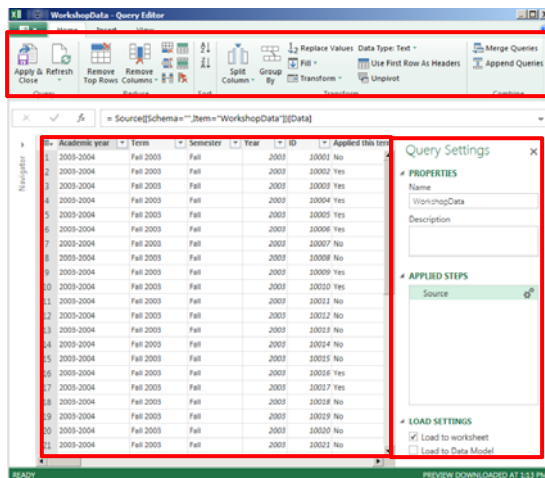 WorkshopData - Query Editor
Home Insert View
Apply & Close Refresh Remove Top Rows Remove Columns Split Column Group By Replace Values Data Type: Text Merge Queries
Fill Use First Row As Headers Append Queries
Transform Unpivot
Query Reduce Sort Transform Combine
fx = Source{[Schema="",Item="WorkshopData"]}[Data]
Navigator
Academic year Term Semester Year ID Applied this term
1 2003-2004 Fall 2003 Fall 2003 10001 No
2 2003-2004 Fall 2003 Fall 2003 10002 Yes
3 2003-2004 Fall 2003 Fall 2003 10003 Yes
4 2003-2004 Fall 2003 Fall 2003 10004 Yes
5 2003-2004 Fall 2003 Fall 2003 10005 Yes
6 2003-2004 Fall 2003 Fall 2003 10006 Yes
7 2003-2004 Fall 2003 Fall 2003 10007 No
8 2003-2004 Fall 2003 Fall 2003 10008 No
9 2003-2004 Fall 2003 Fall 2003 10009 Yes
10 2003-2004 Fall 2003 Fall 2003 10010 Yes
11 2003-2004 Fall 2003 Fall 2003 10011 No
12 2003-2004 Fall 2003 Fall 2003 10012 No
13 2003-2004 Fall 2003 Fall 2003 10013 No
14 2003-2004 Fall 2003 Fall 2003 10014 No
15 2003-2004 Fall 2003 Fall 2003 10015 No
16 2003-2004 Fall 2003 Fall 2003 10016 Yes
17 2003-2004 Fall 2003 Fall 2003 10017 Yes
18 2003-2004 Fall 2003 Fall 2003 10018 No
19 2003-2004 Fall 2003 Fall 2003 10019 No
20 2003-2004 Fall 2003 Fall 2003 10020 No
21 2003-2004 Fall 2003 Fall 2003 10021 No
Query Settings
PROPERTIES
Name
WorkshopData
Description
APPLIED STEPS
Source
LOAD SETTINGS
Load to worksheet
Load to Data Model
READY PREVIEW DOWNLOADED AT 1:13 PM